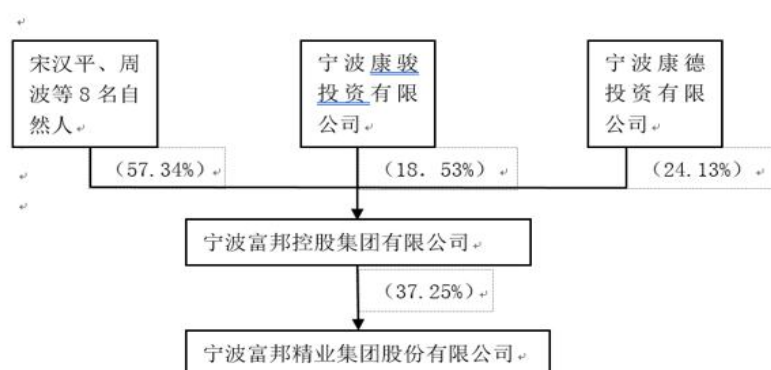 宋汉平、周
波等8名自
然人
宁波康骏
投资有限
公司
宁波康德
投资有限
公司
（57.34%）
（18．53%）
（24.13%）
宁波富邦控股集团有限公司
（37.25%）
宁波富邦精业集团股份有限公司